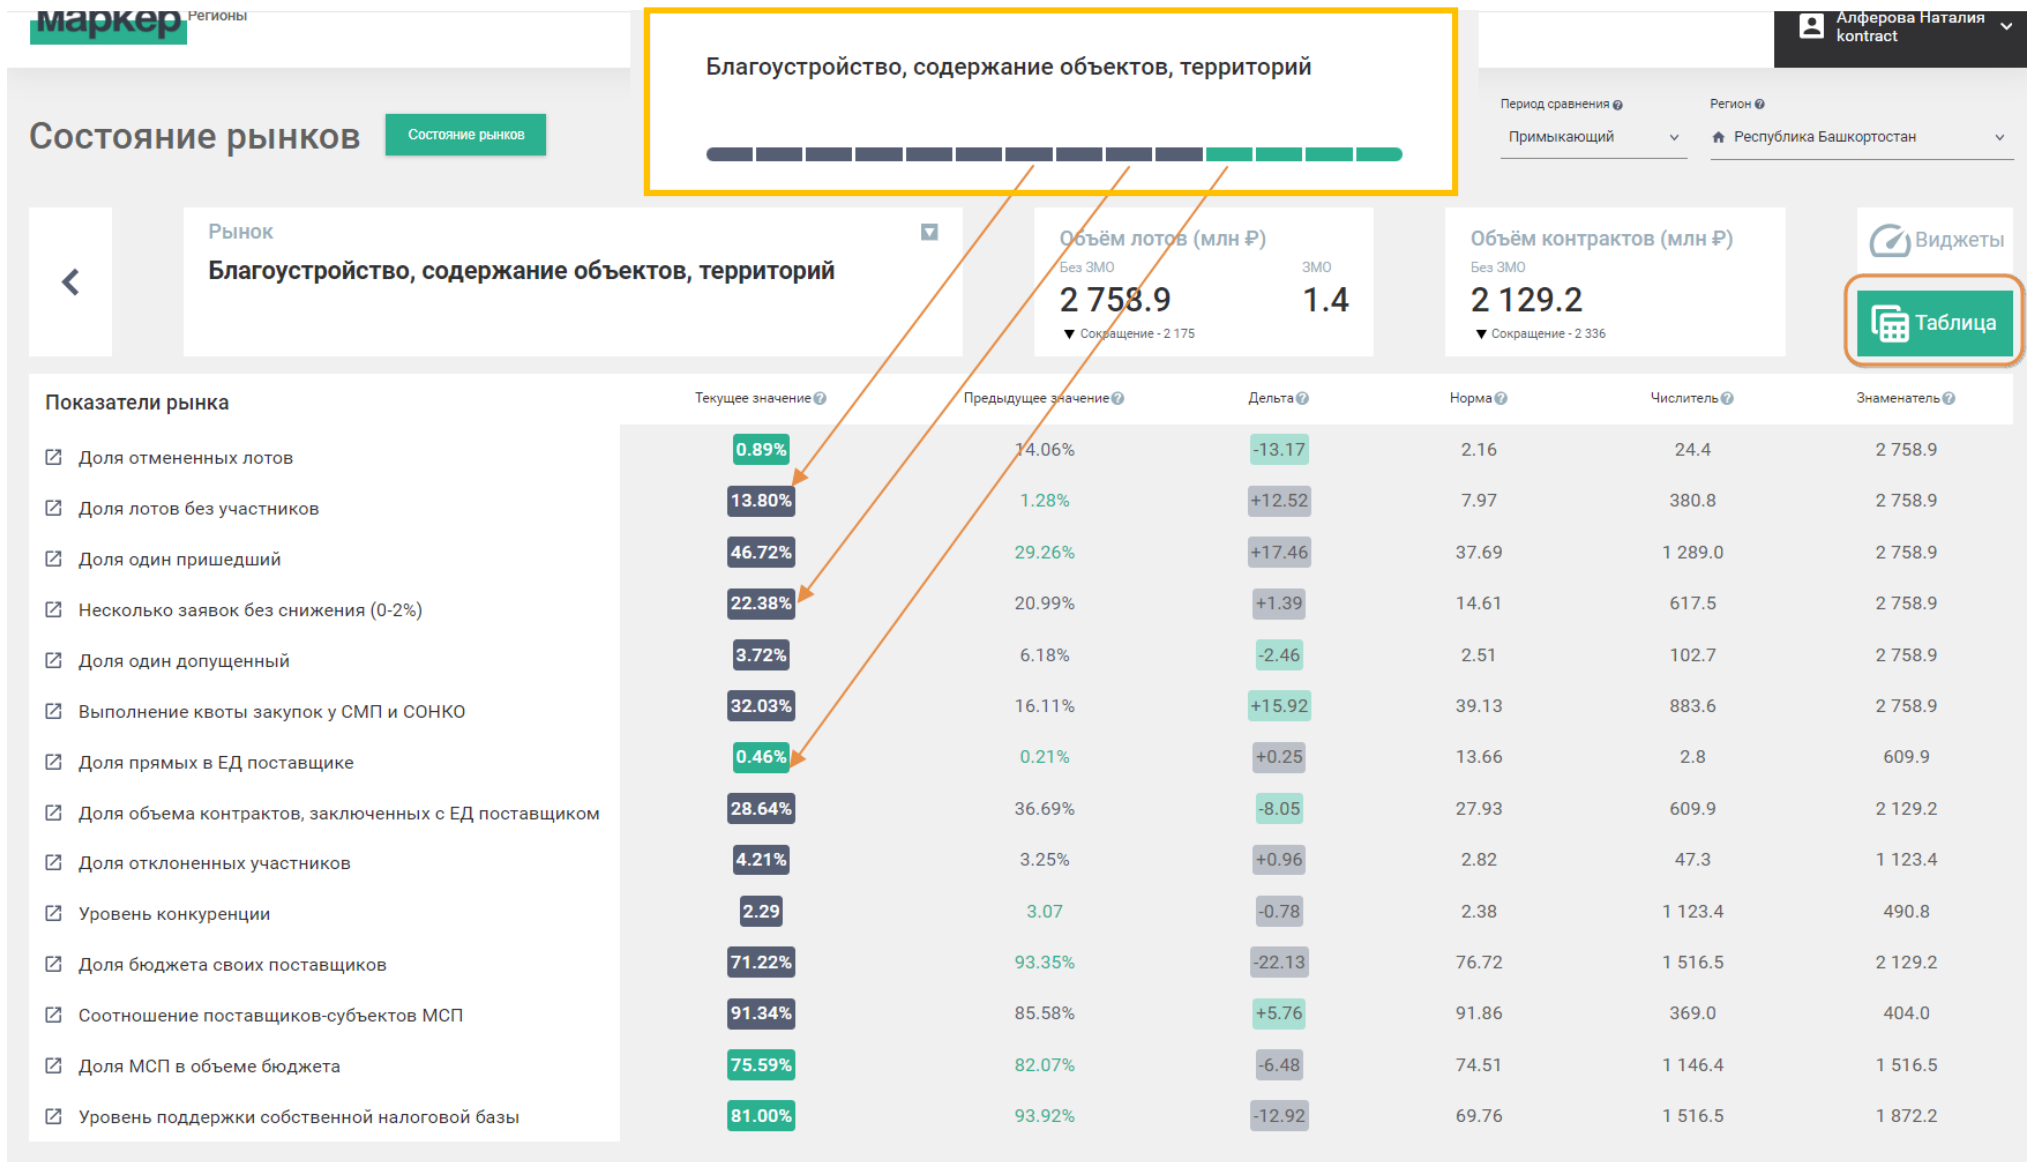 маркер Регионы
Алферова Наталия
kontract
Благоустройство, содержание объектов, территорий
Состояние рынков
Состояние рынков
Период сравнения
Примыкающий
Регион
Республика Башкортостан
Рынок
Благоустройство, содержание объектов, территорий
Объём лотов (млн ₽)
Без ЗМО ЗМО
2 758.9 1.4
▼ Сокращение - 2 175
Объём контрактов (млн ₽)
Без ЗМО
2 129.2
▼ Сокращение - 2 336
Виджеты
Таблица
Показатели рынка Текущее значение Предыдущее значение Дельта Норма Числитель Знаменатель
Доля отмененных лотов 0.89% 14.06% -13.17 2.16 24.4 2 758.9
Доля лотов без участников 13.80% 1.28% +12.52 7.97 380.8 2 758.9
Доля один пришедший 46.72% 29.26% +17.46 37.69 1 289.0 2 758.9
Несколько заявок без снижения (0-2%) 22.38% 20.99% +1.39 14.61 617.5 2 758.9
Доля один допущенный 3.72% 6.18% -2.46 2.51 102.7 2 758.9
Выполнение квоты закупок у СМП и СОНКО 32.03% 16.11% +15.92 39.13 883.6 2 758.9
Доля прямых в ЕД поставщике 0.46% 0.21% +0.25 13.66 2.8 609.9
Доля объема контрактов, заключенных с ЕД поставщиком 28.64% 36.69% -8.05 27.93 609.9 2 129.2
Доля отклоненных участников 4.21% 3.25% +0.96 2.82 47.3 1 123.4
Уровень конкуренции 2.29 3.07 -0.78 2.38 1 123.4 490.8
Доля бюджета своих поставщиков 71.22% 93.35% -22.13 76.72 1 516.5 2 129.2
Соотношение поставщиков-субъектов МСП 91.34% 85.58% +5.76 91.86 369.0 404.0
Доля МСП в объеме бюджета 75.59% 82.07% -6.48 74.51 1 146.4 1 516.5
Уровень поддержки собственной налоговой базы 81.00% 93.92% -12.92 69.76 1 516.5 1 872.2